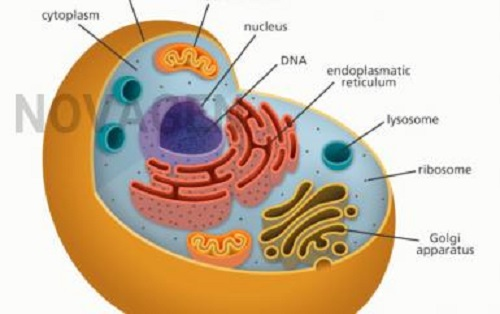 cytoplasm
nucleus
DNA
endoplasmatic
reticulum
lysosome
ribosome
Golgi
apparatus